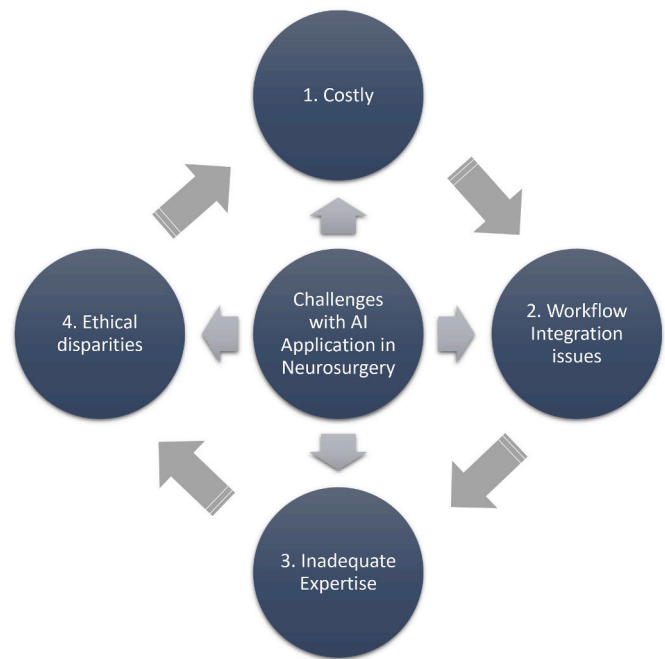 1. Costly
4. Ethical
disparities
Challenges
with AI
Application in
Neurosurgery
2. Workflow
Integration
issues
3. Inadequate
Expertise